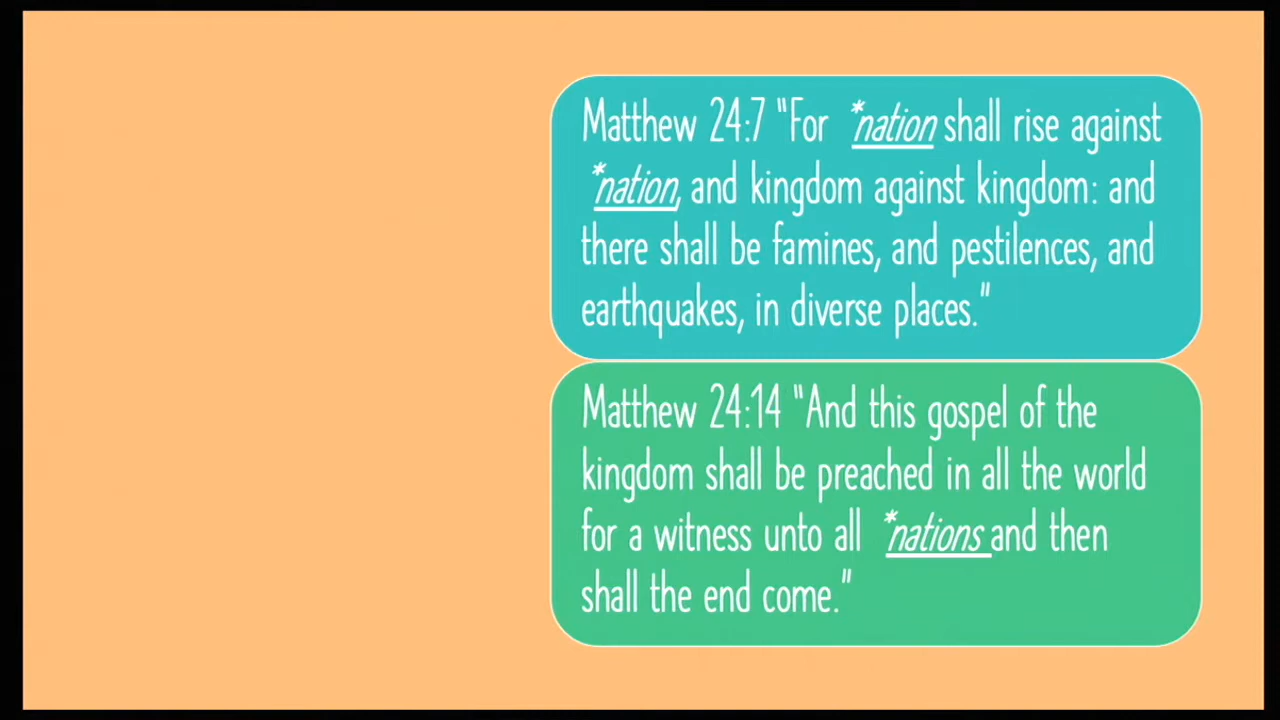 Matthew 24:7 "For *nation shall rise against
*nation, and kingdom against kingdom: and
there shall be famines, and pestilences, and
earthquakes, in diverse places."
Matthew 24:14 "And this gospel of the
kingdom shall be preached in all the world
for a witness unto all *nations and then
shall the end come."